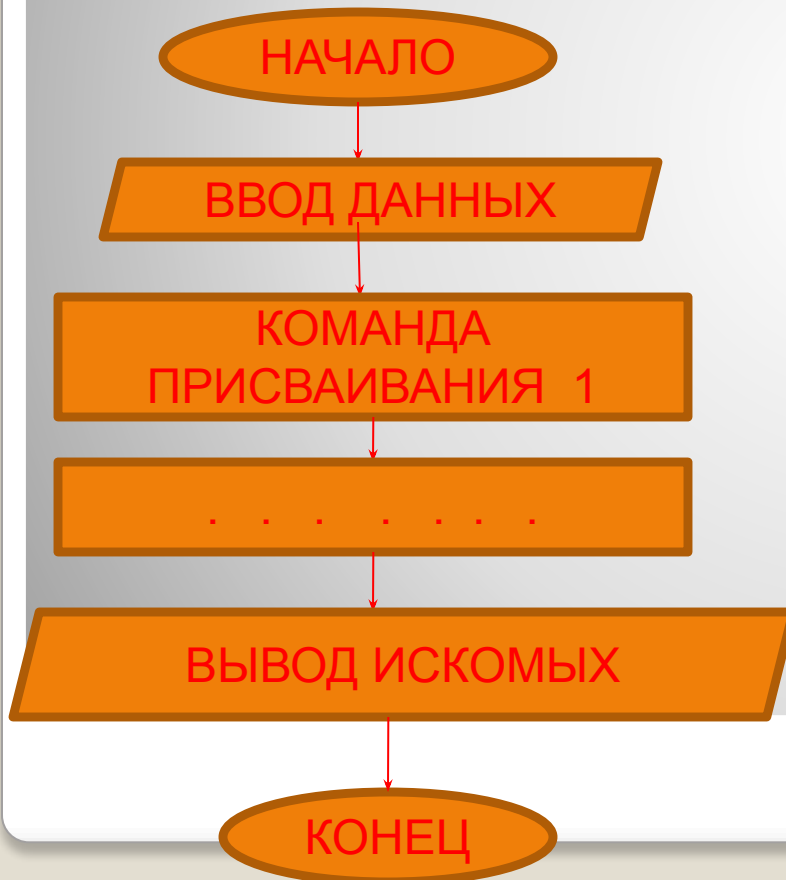 НАЧАЛО
ВВОД ДАННЫХ
КОМАНДА
ПРИСВАИВАНИЯ 1
. . . . . . .
ВЫВОД ИСКОМЫХ
КОНЕЦ